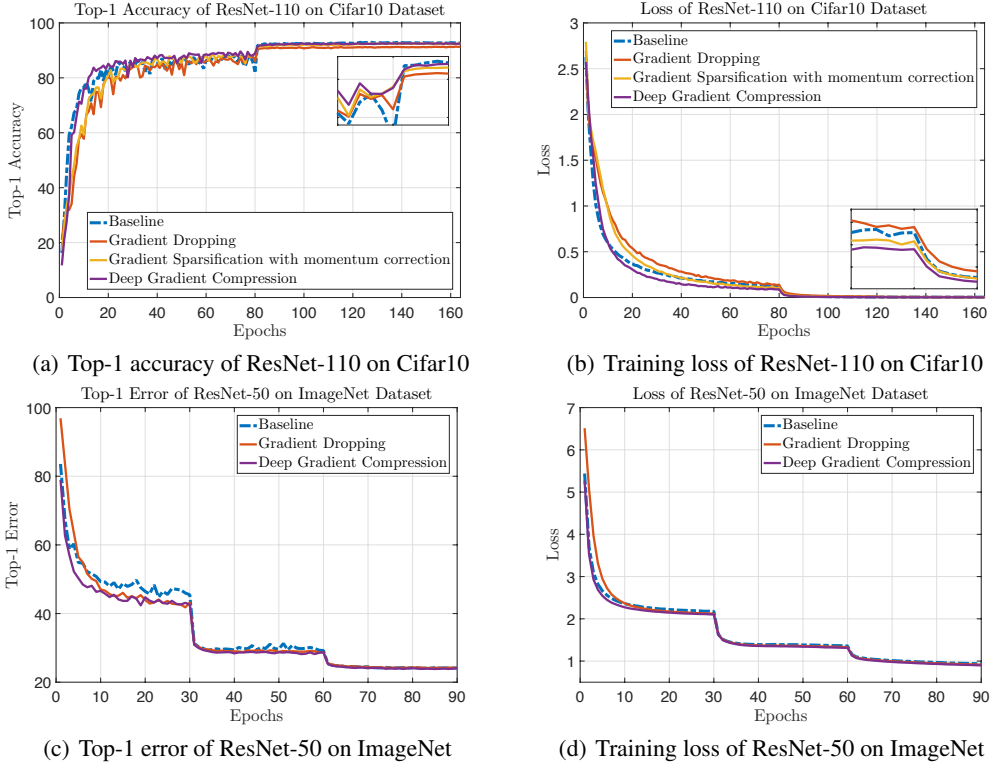 Top-1 Accuracy of ResNet-110 on Cifar10 Dataset
100
80
60
40
20
0
Top-1 Accuracy
Baseline
Gradient Dropping
Gradient Sparsification with momentum correction
Deep Gradient Compression
0 20 40 60 80 100 120 140 160
Epochs
(a) Top-1 accuracy of ResNet-110 on Cifar10
Loss of ResNet-110 on Cifar10 Dataset
3
2.5
2
1.5
1
0.5
0
Loss
Baseline
Gradient Dropping
Gradient Sparsification with momentum correction
Deep Gradient Compression
0 20 40 60 80 100 120 140 160
Epochs
(b) Training loss of ResNet-110 on Cifar10
Top-1 Error of ResNet-50 on ImageNet Dataset
100
80
60
40
20
Top-1 Error
Baseline
Gradient Dropping
Deep Gradient Compression
0 10 20 30 40 50 60 70 80 90
Epochs
(c) Top-1 error of ResNet-50 on ImageNet
Loss of ResNet-50 on ImageNet Dataset
7
6
5
4
3
2
1
Loss
Baseline
Gradient Dropping
Deep Gradient Compression
0 10 20 30 40 50 60 70 80 90
Epochs
(d) Training loss of ResNet-50 on ImageNet